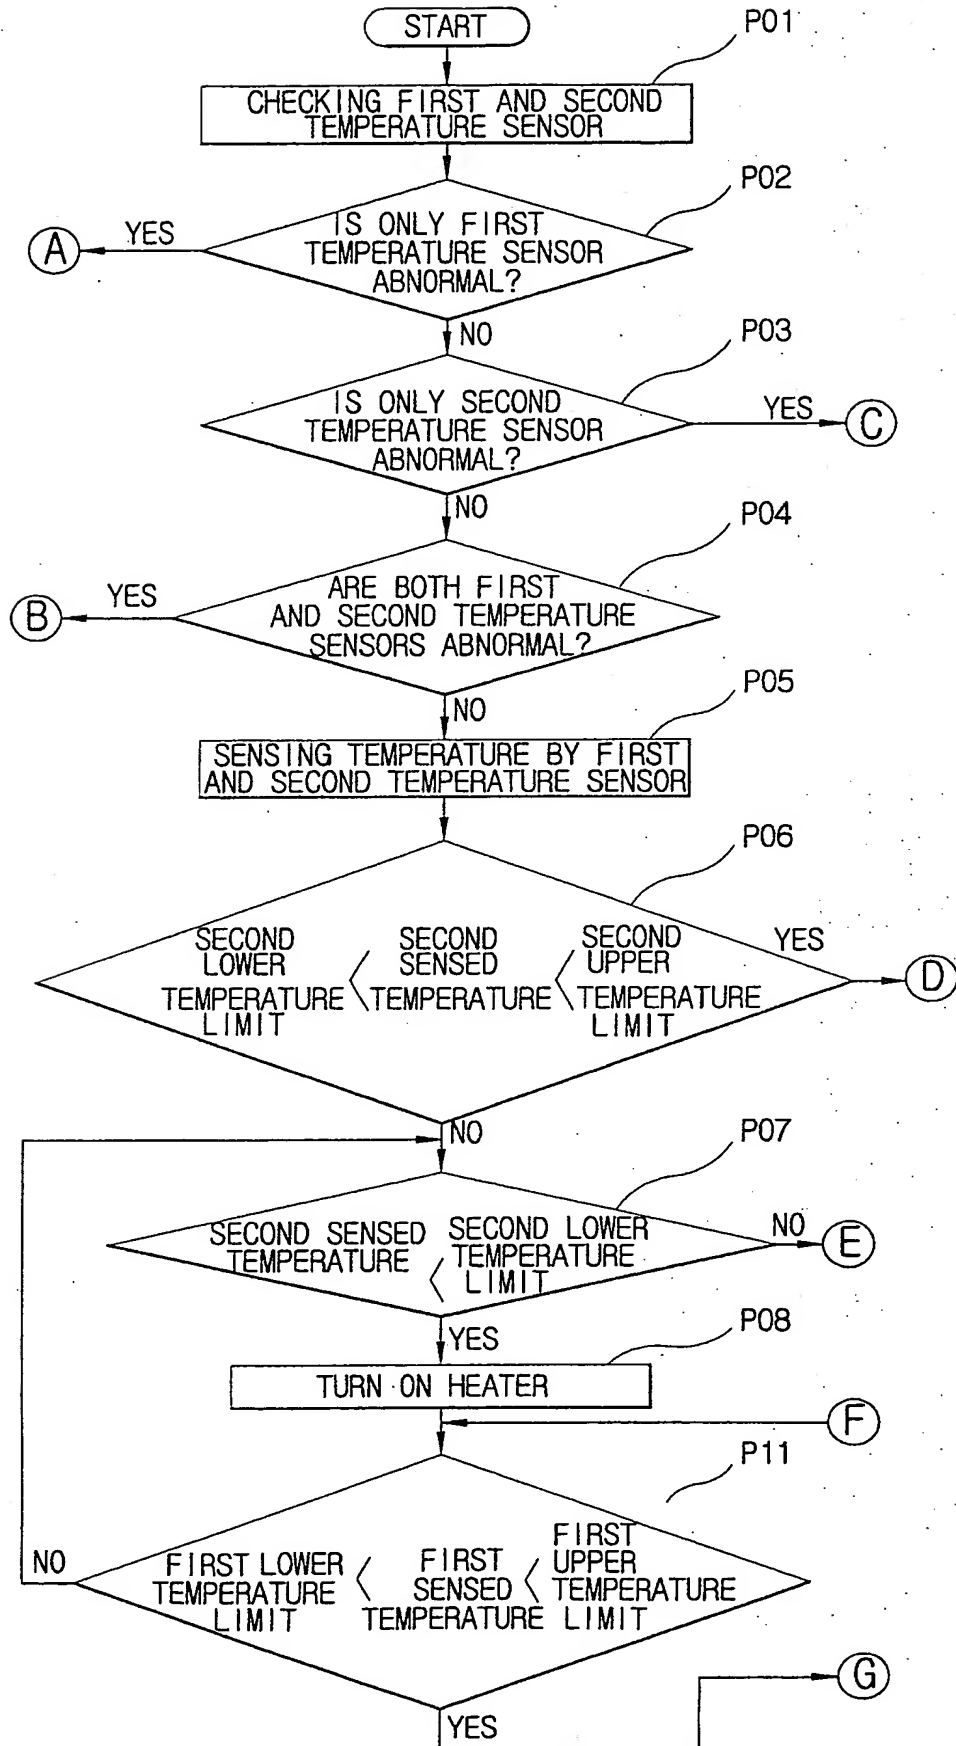 START
P01
CHECKING FIRST AND SECOND
TEMPERATURE SENSOR
P02
IS ONLY FIRST
TEMPERATURE SENSOR
ABNORMAL?
YES
A
NO
P03
IS ONLY SECOND
TEMPERATURE SENSOR
ABNORMAL?
YES
C
NO
P04
ARE BOTH FIRST
AND SECOND TEMPERATURE
SENSORS ABNORMAL?
YES
B
NO
P05
SENSING TEMPERATURE BY FIRST
AND SECOND TEMPERATURE SENSOR
P06
SECOND
LOWER
TEMPERATURE
LIMIT
<
SECOND
SENSED
TEMPERATURE
<
SECOND
UPPER
TEMPERATURE
LIMIT
YES
D
NO
P07
SECOND SENSED
TEMPERATURE
<
SECOND LOWER
TEMPERATURE
LIMIT
NO
E
YES
P08
TURN ON HEATER
F
P11
FIRST LOWER
TEMPERATURE
LIMIT
<
FIRST
SENSED
TEMPERATURE
<
FIRST
UPPER
TEMPERATURE
LIMIT
NO
G
YES